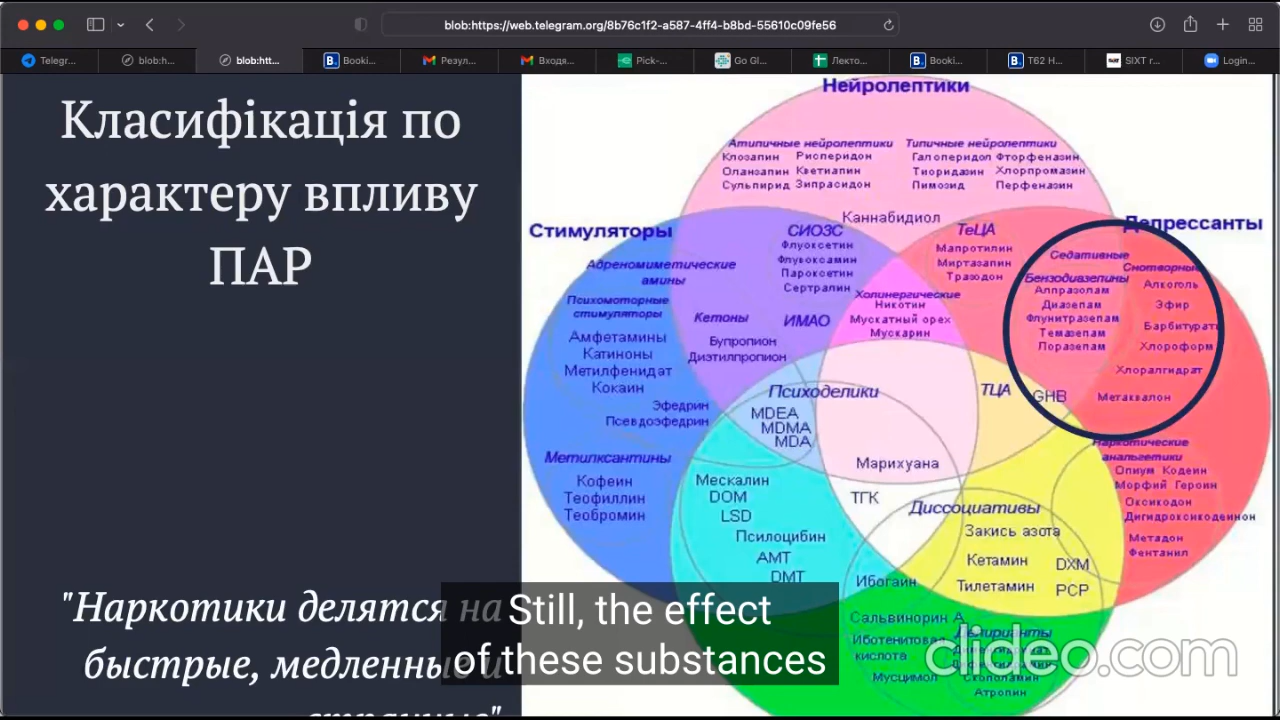 blob:https://web.telegram.org/8b76c1f2-a587-4ff4-b8bd-55610c09fe56
Telegr...
blob:h...
blob:htt...
Booki...
Резул...
Входя...
Pick-...
Go Gl...
Лекто...
Booki...
T62 H...
SIXT r...
Login...
Класифікація по
характеру впливу
ПАР
"Наркотики делятся на
быстрые, медленные и
Нейролептики
Атипичные нейролептики
Клозапин Рисперидон
Оланзапин Кветиапин
Сульпирид Зипрасидон
Типичные нейролептики
Галоперидол Фторфеназин
Тиоридазин Хлорпромазин
Пимозид Перфеназин
Каннабидиол
Стимуляторы
Адреномиметические
амины
Психомоторные
стимуляторы
Амфетамины
Катиноны
Метилфенидат
Кокаин
Эфедрин
Псевдоэфедрин
Метилксантины
Кофеин
Теофиллин
Теобромин
СИОЗС
Флуоксетин
Флувоксамин
Пароксетин
Сертралин
Кетоны
ИМАО
Бупропион
Диэтилпропион
Холинергические
Никотин
Мускатный орех
Мускарин
ТеЦА
Мапротилин
Миртазапин
Тразодон
Депрессанты
Седативные
Бензодиазепины
Алпразолам
Диазепам
Флунитразепам
Темазепам
Лоразепам
Снотворные
Алкоголь
Эфир
Барбитурат
Хлороформ
Хлоралгидрат
Метаквалон
GHB
ТЦА
Наркотические
анальгетики
Опиум Кодеин
Морфий Героин
Оксикодон
Дигидроксикодеинон
Метадон
Фентанил
Психоделики
MDEA
MDMA
MDA
Мескалин
DOM
LSD
Псилоцибин
AMT
DMT
Марихуана
ТГК
Диссоциативы
Закись азота
Кетамин
DXM
Тилетамин
PCP
Ибогаин
Сальвинорин А
Иботеновая
кислота
Мусцимол
Делирианты
Скополамин
Атропин
Still, the effect
of these substances
clideo.com